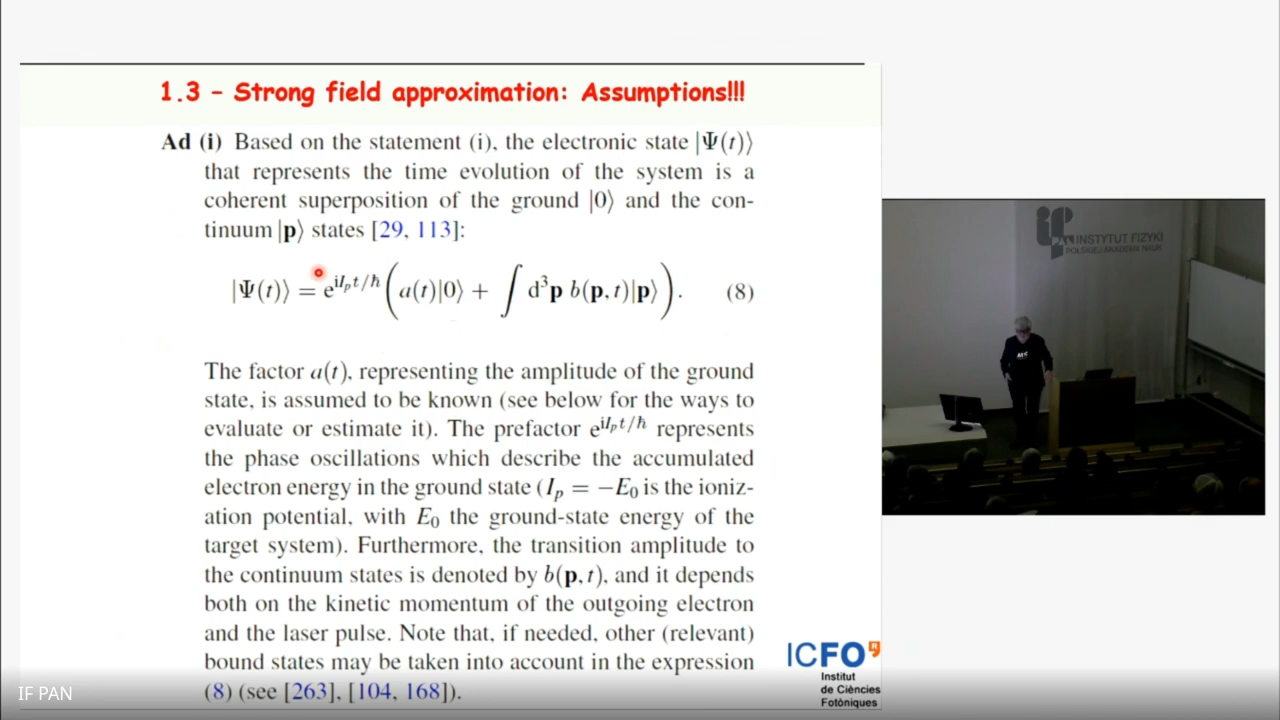 1.3 – Strong field approximation: Assumptions!!!
Ad (i) Based on the statement (i), the electronic state |Ψ(t)⟩
that represents the time evolution of the system is a
coherent superposition of the ground |0⟩ and the con-
tinuum |p⟩ states [29, 113]:
|Ψ(t)⟩ = e^{iI_p t/ħ} ( a(t)|0⟩ + ∫ d³p b(p, t)|p⟩ ). (8)
The factor a(t), representing the amplitude of the ground
state, is assumed to be known (see below for the ways to
evaluate or estimate it). The prefactor e^{iI_p t/ħ} represents
the phase oscillations which describe the accumulated
electron energy in the ground state (I_p = −E₀ is the ioniz-
ation potential, with E₀ the ground-state energy of the
target system). Furthermore, the transition amplitude to
the continuum states is denoted by b(p, t), and it depends
both on the kinetic momentum of the outgoing electron
and the laser pulse. Note that, if needed, other (relevant)
bound states may be taken into account in the expression
(8) (see [263], [104, 168]).
ICFO
Institut
de Ciències
Fotòniques
IF PAN
INSTYTUT FIZYKI
POLSKIEJ AKADEMII NAUK